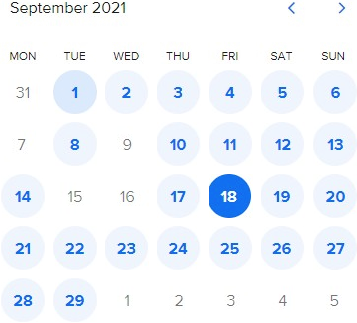 September 2021
MON TUE WED THU FRI SAT SUN
31 1 2 3 4 5 6
7 8 9 10 11 12 13
14 15 16 17 18 19 20
21 22 23 24 25 26 27
28 29 1 2 3 4 5